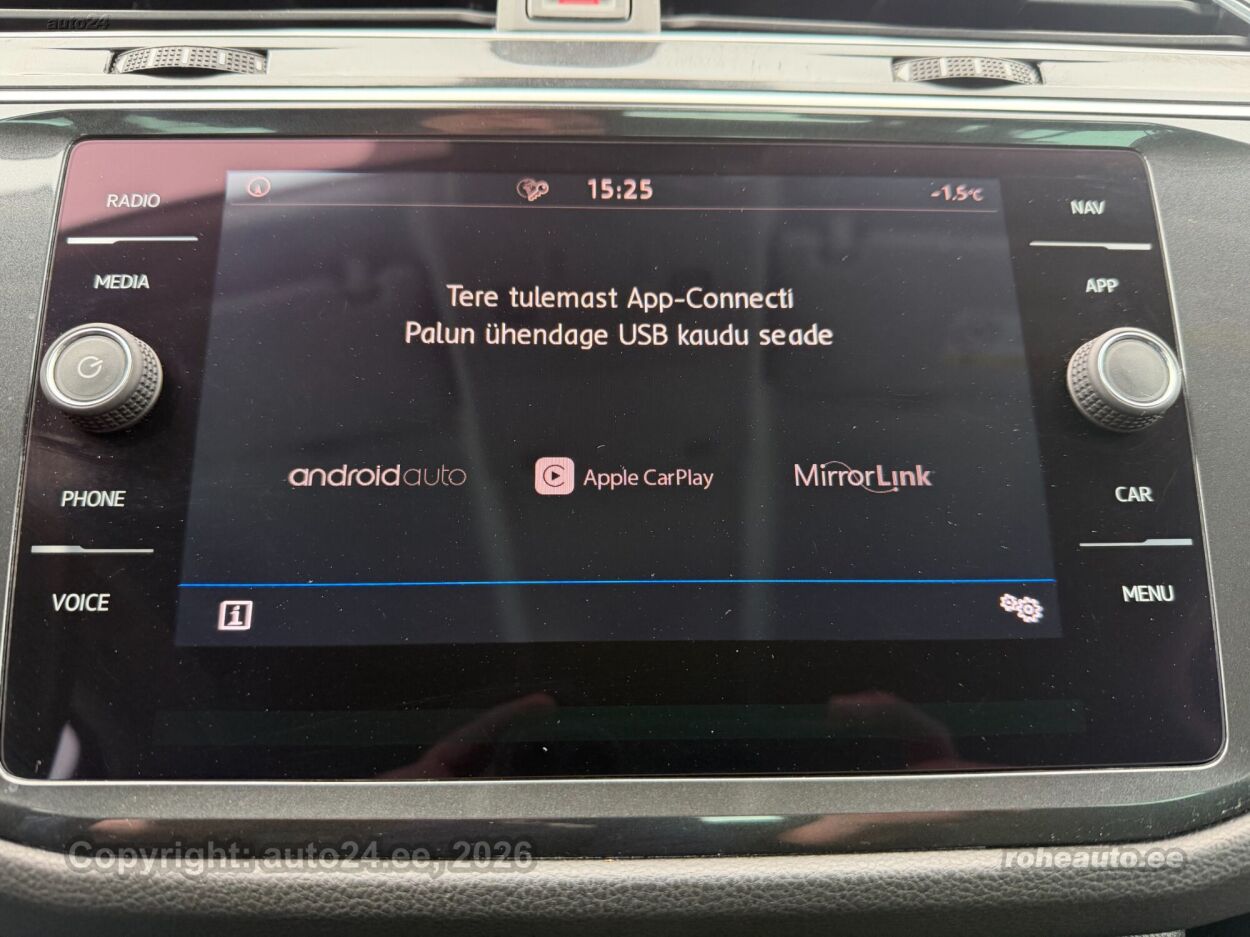 auto24
RADIO
MEDIA
PHONE
VOICE
15:25
-1.5°C
Tere tulemast App-Connecti
Palun ühendage USB kaudu seade
androidauto
Apple CarPlay
MirrorLink
i
NAV
APP
CAR
MENU
Copyright: auto24.ee, 2026
roheauto.ee